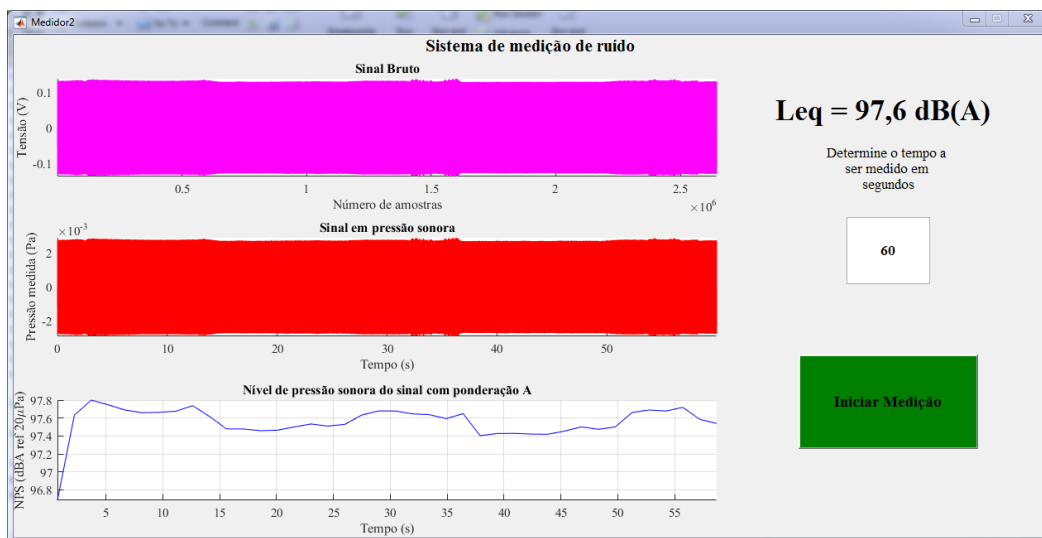 Medidor2
Sistema de medição de ruído
Sinal Bruto
Tensão (V)
0.1
0
-0.1
0.5
1
1.5
2
2.5
Número de amostras
×10⁶
Sinal em pressão sonora
×10⁻³
Pressão medida (Pa)
2
0
-2
0
10
20
30
40
50
Tempo (s)
Nível de pressão sonora do sinal com ponderação A
NPS (dBA ref 20μPa)
97.8
97.6
97.4
97.2
97
96.8
5
10
15
20
25
30
35
40
45
50
55
Tempo (s)
Leq = 97,6 dB(A)
Determine o tempo a
ser medido em
segundos
60
Iniciar Medição